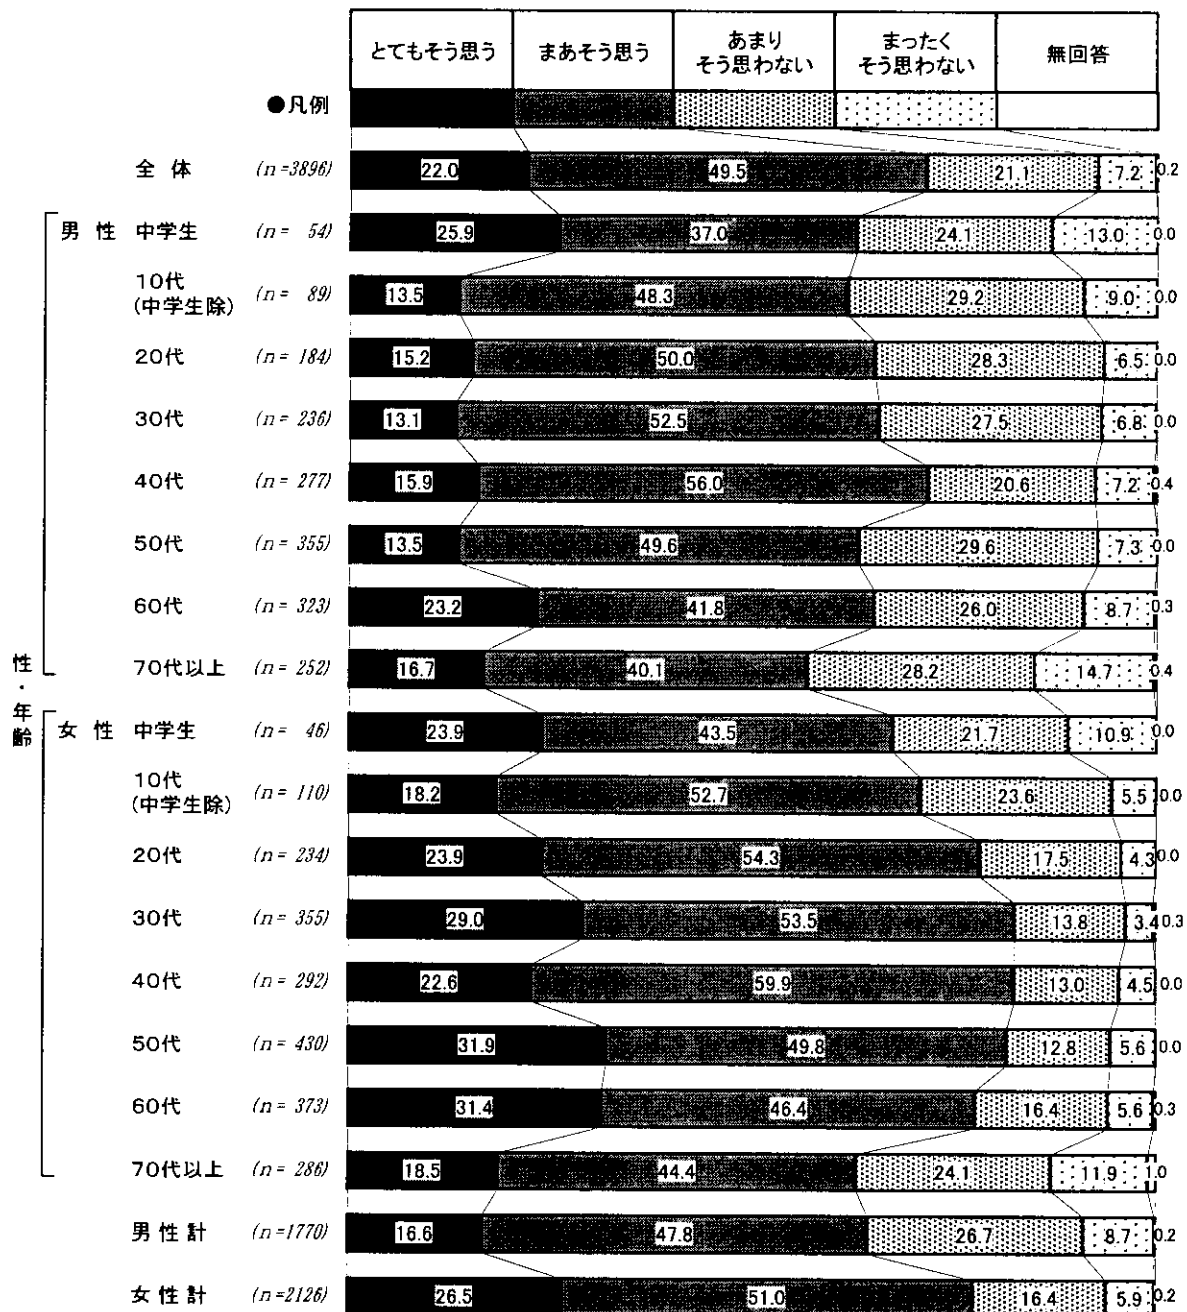 とてもそう思う まあそう思う あまりそう思わない まったくそう思わない 無回答
●凡例
全体 (n=3896) 22.0 49.5 21.1 7.2 0.2
性・年齢
男性 中学生 (n= 54) 25.9 37.0 24.1 13.0 0.0
10代(中学生除) (n= 89) 13.5 48.3 29.2 9.0 0.0
20代 (n= 184) 15.2 50.0 28.3 6.5 0.0
30代 (n= 236) 13.1 52.5 27.5 6.8 0.0
40代 (n= 277) 15.9 56.0 20.6 7.2 0.4
50代 (n= 355) 13.5 49.6 29.6 7.3 0.0
60代 (n= 323) 23.2 41.8 26.0 8.7 0.3
70代以上 (n= 252) 16.7 40.1 28.2 14.7 0.4
女性 中学生 (n= 46) 23.9 43.5 21.7 10.9 0.0
10代(中学生除) (n= 110) 18.2 52.7 23.6 5.5 0.0
20代 (n= 234) 23.9 54.3 17.5 4.3 0.0
30代 (n= 355) 29.0 53.5 13.8 3.4 0.3
40代 (n= 292) 22.6 59.9 13.0 4.5 0.0
50代 (n= 430) 31.9 49.8 12.8 5.6 0.0
60代 (n= 373) 31.4 46.4 16.4 5.6 0.3
70代以上 (n= 286) 18.5 44.4 24.1 11.9 1.0
男性計 (n=1770) 16.6 47.8 26.7 8.7 0.2
女性計 (n=2126) 26.5 51.0 16.4 5.9 0.2